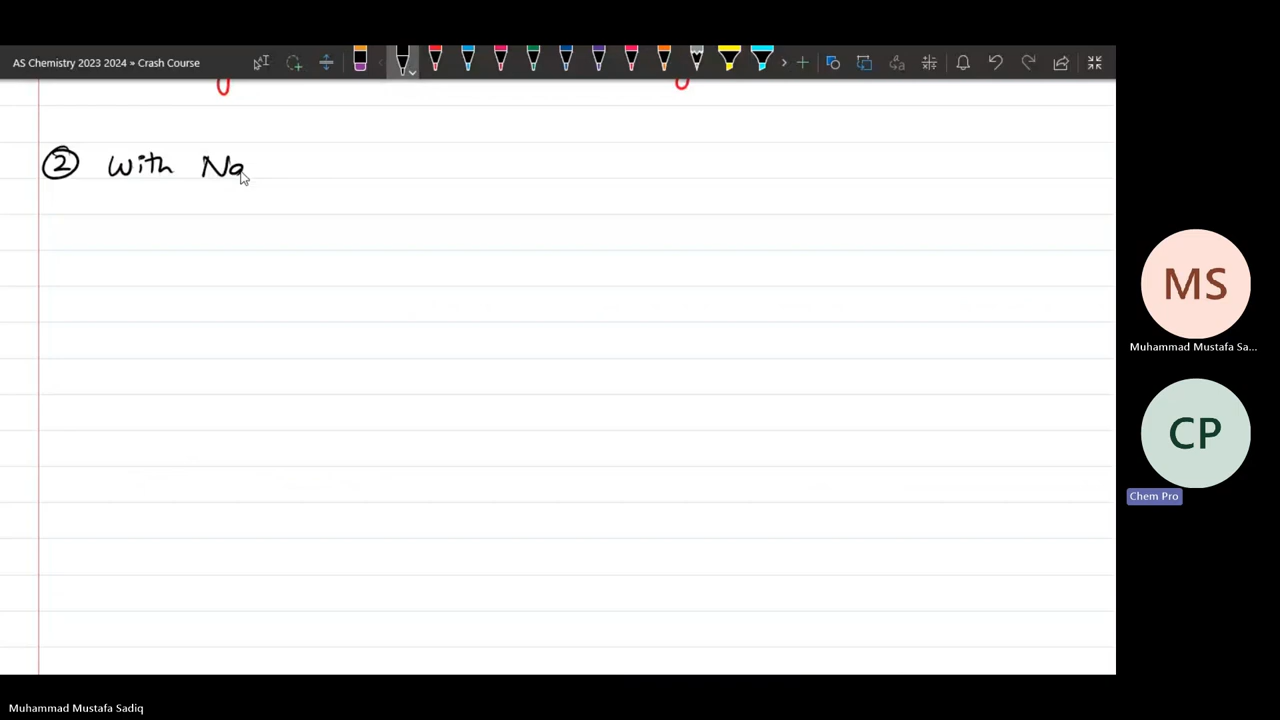 AS Chemistry 2023 2024 » Crash Course
② With Na
MS
Muhammad Mustafa Sa...
CP
Chem Pro
Muhammad Mustafa Sadiq